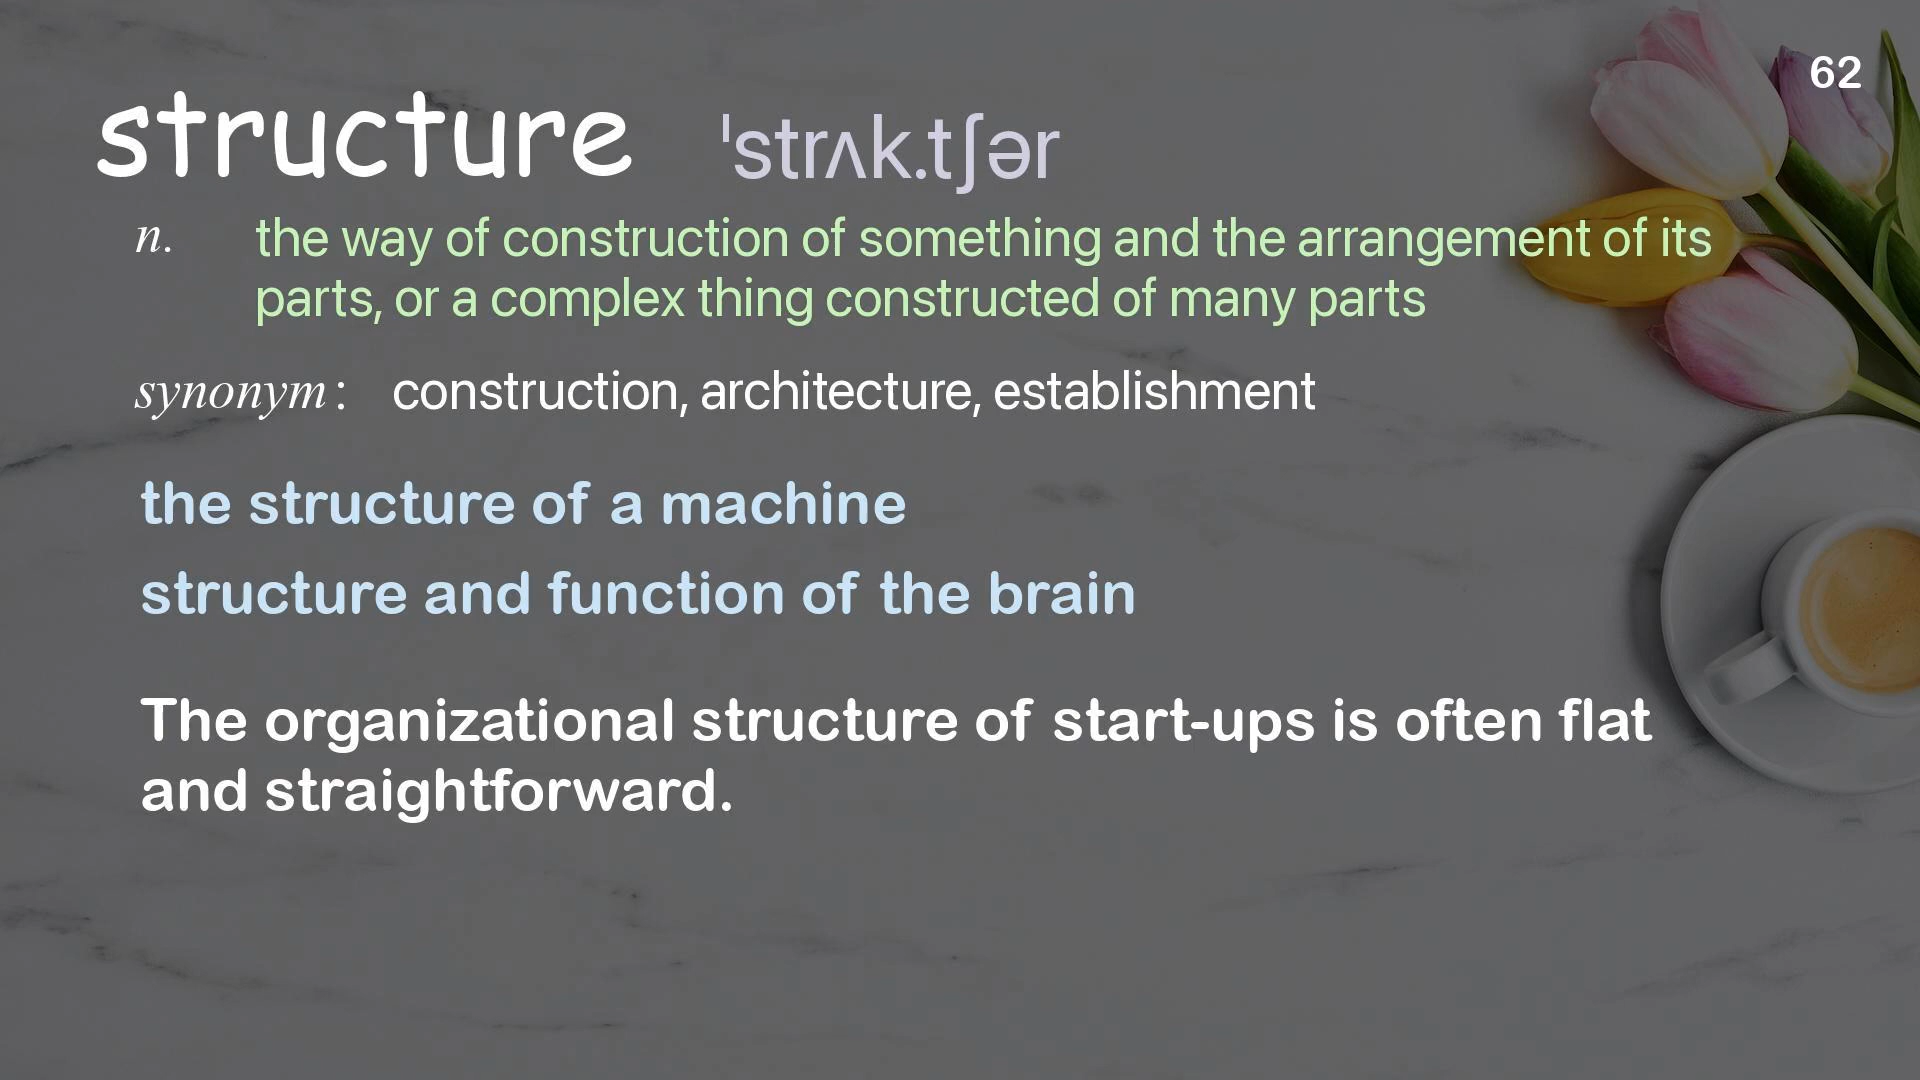 62
structure ˈstrʌk.tʃər
n. the way of construction of something and the arrangement of its
parts, or a complex thing constructed of many parts
synonym: construction, architecture, establishment
the structure of a machine
structure and function of the brain
The organizational structure of start-ups is often flat
and straightforward.